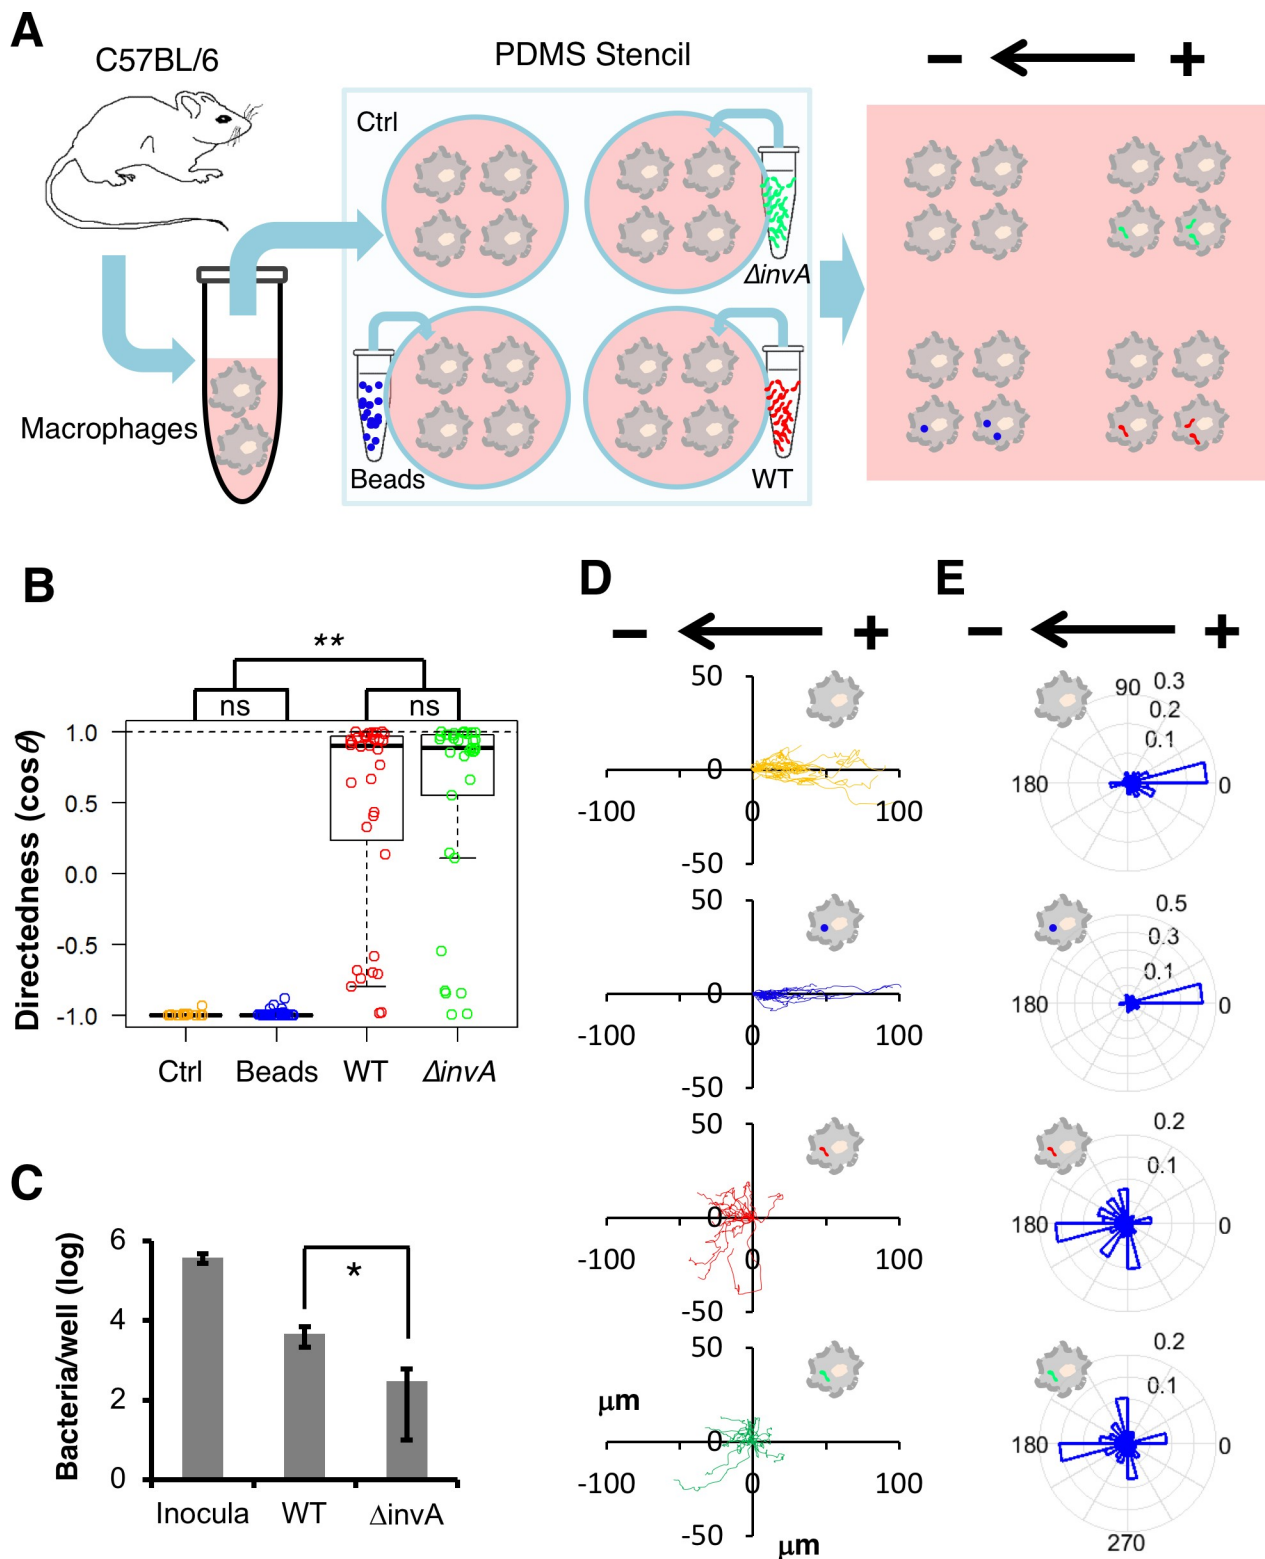 A
C57BL/6
PDMS Stencil
− +
Ctrl
ΔinvA
Macrophages
Beads
WT
B
**
ns
ns
Directedness (cosθ)
1.0
0.5
0.0
-0.5
-1.0
Ctrl Beads WT ΔinvA
C
Bacteria/well (log)
6
4
2
0
*
Inocula WT ΔinvA
D
− +
50
0
-100 0 100
-50
50
0
-100 0 100
-50
50
0
-100 0 100
-50
50
μm
0
-100 0 100
-50
μm
E
− +
90 0.3
0.2
0.1
180 0
0.5
0.3
0.1
180 0
0.2
0.1
180 0
0.2
0.1
180 0
270